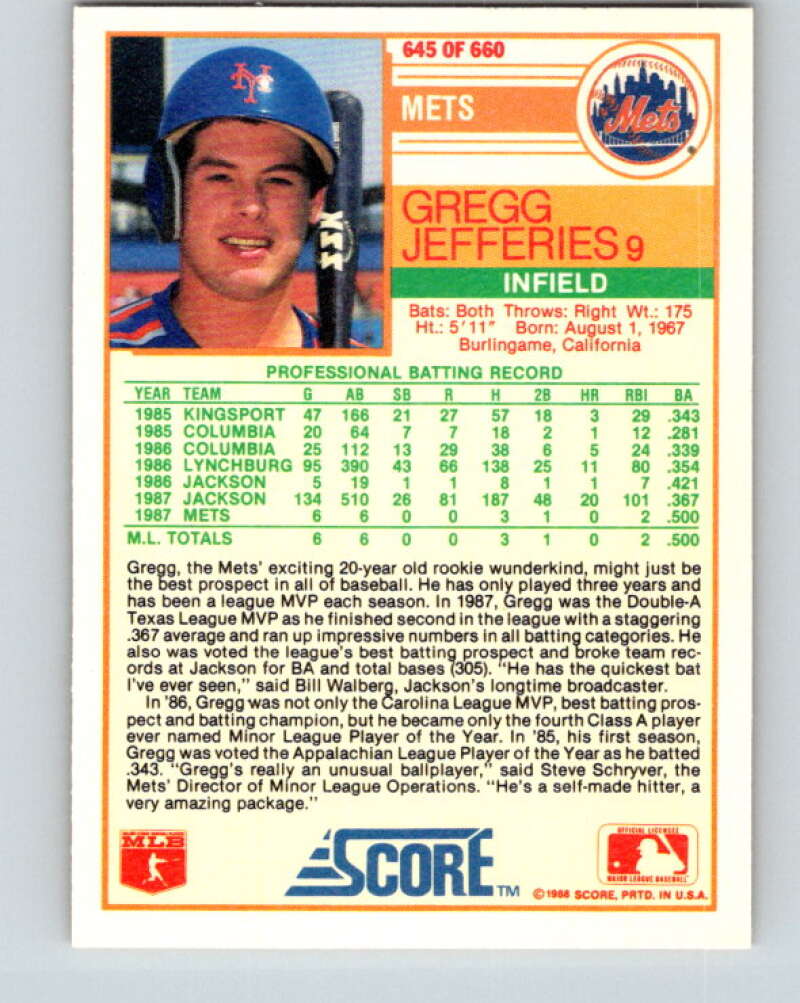 645 OF 660
METS
Mets
NY
SSK
GREGG
JEFFERIES 9
INFIELD
Bats: Both Throws: Right Wt.: 175
Ht.: 5'11" Born: August 1, 1967
Burlingame, California
PROFESSIONAL BATTING RECORD
YEAR TEAM G AB SB R H 2B HR RBI BA
1985 KINGSPORT 47 166 21 27 57 18 3 29 .343
1985 COLUMBIA 20 64 7 7 18 2 1 12 .281
1986 COLUMBIA 25 112 13 29 38 6 5 24 .339
1986 LYNCHBURG 95 390 43 66 138 25 11 80 .354
1986 JACKSON 5 19 1 1 8 1 1 7 .421
1987 JACKSON 134 510 26 81 187 48 20 101 .367
1987 METS 6 6 0 0 3 1 0 2 .500
M.L. TOTALS 6 6 0 0 3 1 0 2 .500
Gregg, the Mets' exciting 20-year old rookie wunderkind, might just be
the best prospect in all of baseball. He has only played three years and
has been a league MVP each season. In 1987, Gregg was the Double-A
Texas League MVP as he finished second in the league with a staggering
.367 average and ran up impressive numbers in all batting categories. He
also was voted the league's best batting prospect and broke team rec-
ords at Jackson for BA and total bases (305). "He has the quickest bat
I've ever seen," said Bill Walberg, Jackson's longtime broadcaster.
In '86, Gregg was not only the Carolina League MVP, best batting pros-
pect and batting champion, but he became only the fourth Class A player
ever named Minor League Player of the Year. In '85, his first season,
Gregg was voted the Appalachian League Player of the Year as he batted
.343. "Gregg's really an unusual ballplayer," said Steve Schryver, the
Mets' Director of Minor League Operations. "He's a self-made hitter, a
very amazing package."
MLB
SCORE™
OFFICIAL LICENSEE
MAJOR LEAGUE BASEBALL
©1988 SCORE, PRTD. IN U.S.A.